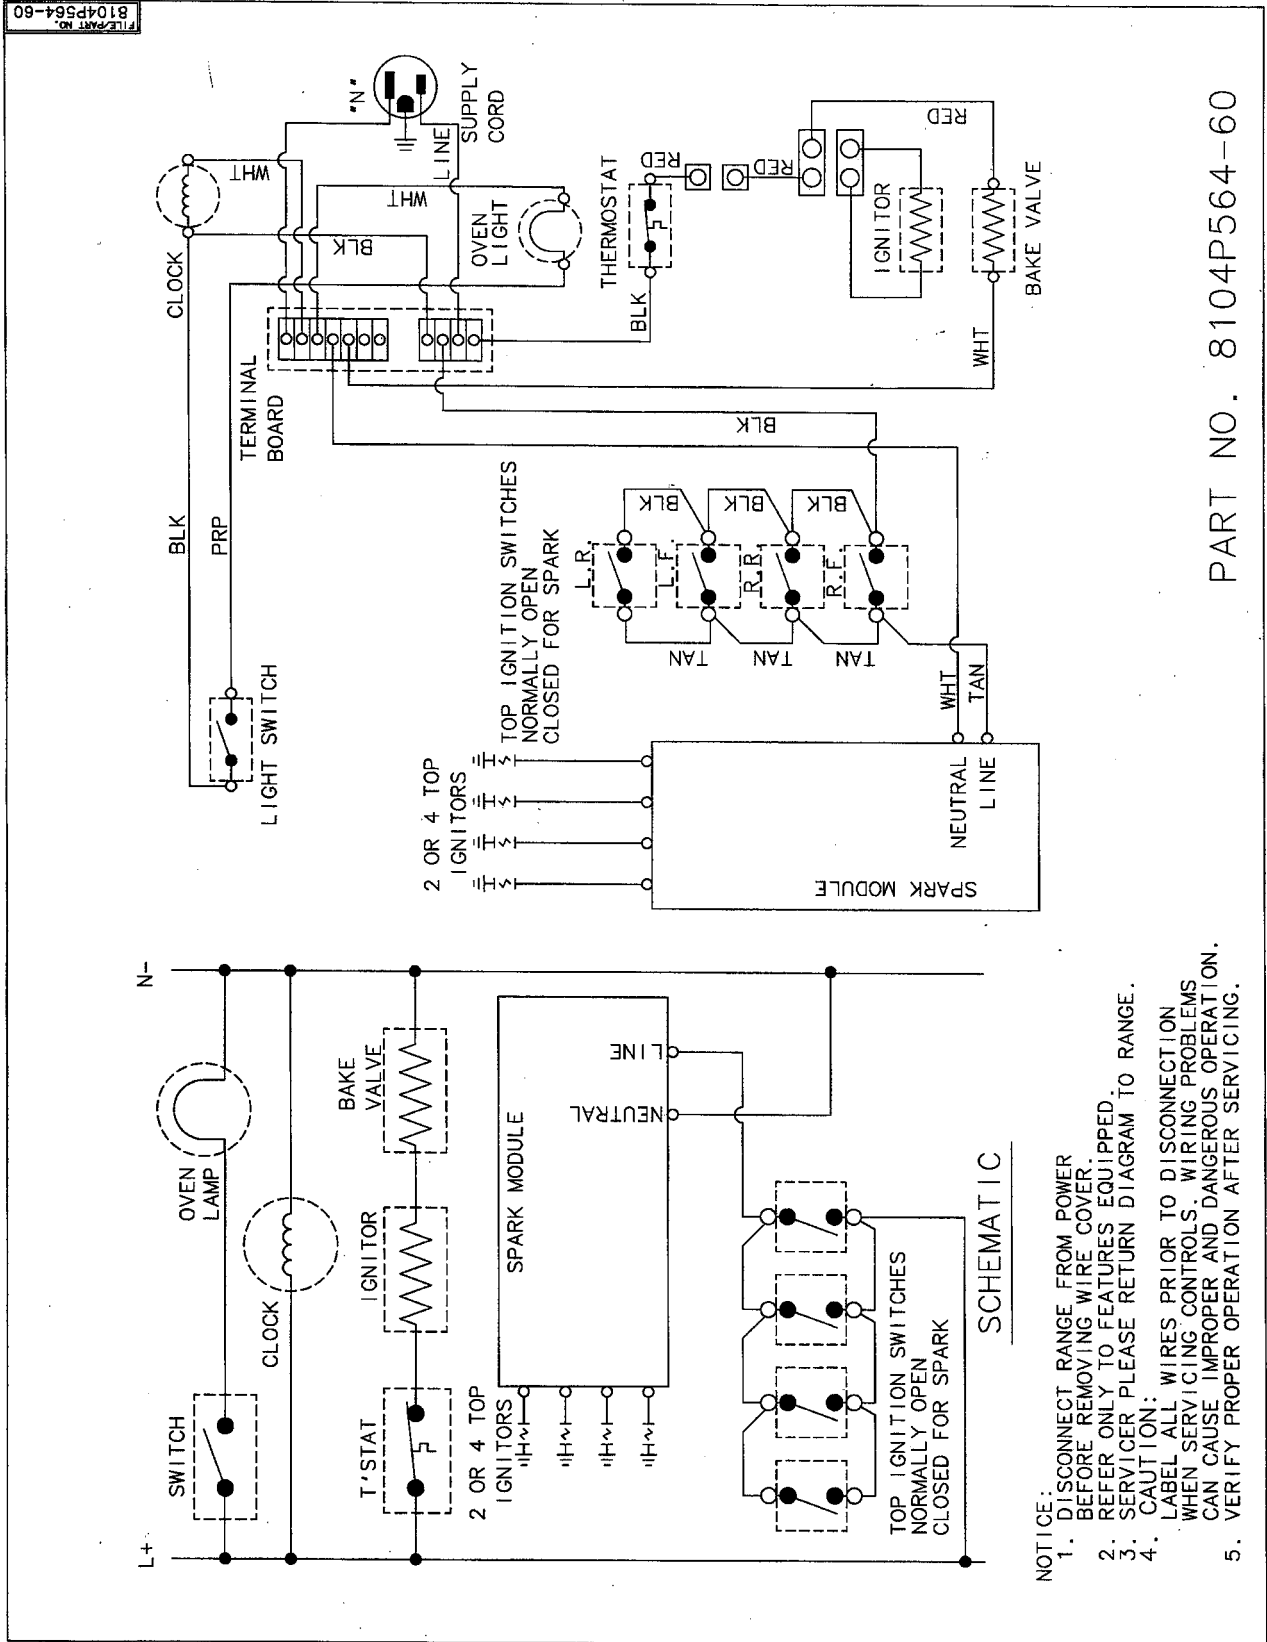 FILE/PART NO.
8104P564-60
CLOCK
WHT
"N"
LINE
SUPPLY
CORD
WHT
BLK
OVEN
LIGHT
THERMOSTAT
RED
RED
RED
IGNITOR
BAKE VALVE
BLK
WHT
TERMINAL
BOARD
BLK
PRP
LIGHT SWITCH
BLK
TOP IGNITION SWITCHES
NORMALLY OPEN
CLOSED FOR SPARK
L.R.
L.F.
R.R.
R.F.
BLK
BLK
BLK
TAN
TAN
TAN
WHT
TAN
2 OR 4 TOP
IGNITORS
NEUTRAL
LINE
SPARK MODULE
PART NO. 8104P564-60
L+
N-
SWITCH
OVEN
LAMP
CLOCK
T'STAT
IGNITOR
BAKE
VALVE
2 OR 4 TOP
IGNITORS
SPARK MODULE
LINE
NEUTRAL
TOP IGNITION SWITCHES
NORMALLY OPEN
CLOSED FOR SPARK
SCHEMATIC
NOTICE:
1. DISCONNECT RANGE FROM POWER
BEFORE REMOVING WIRE COVER.
2. REFER ONLY TO FEATURES EQUIPPED.
3. SERVICER PLEASE RETURN DIAGRAM TO RANGE.
4. CAUTION:
LABEL ALL WIRES PRIOR TO DISCONNECTION
WHEN SERVICING CONTROLS. WIRING PROBLEMS
CAN CAUSE IMPROPER AND DANGEROUS OPERATION.
5. VERIFY PROPER OPERATION AFTER SERVICING.